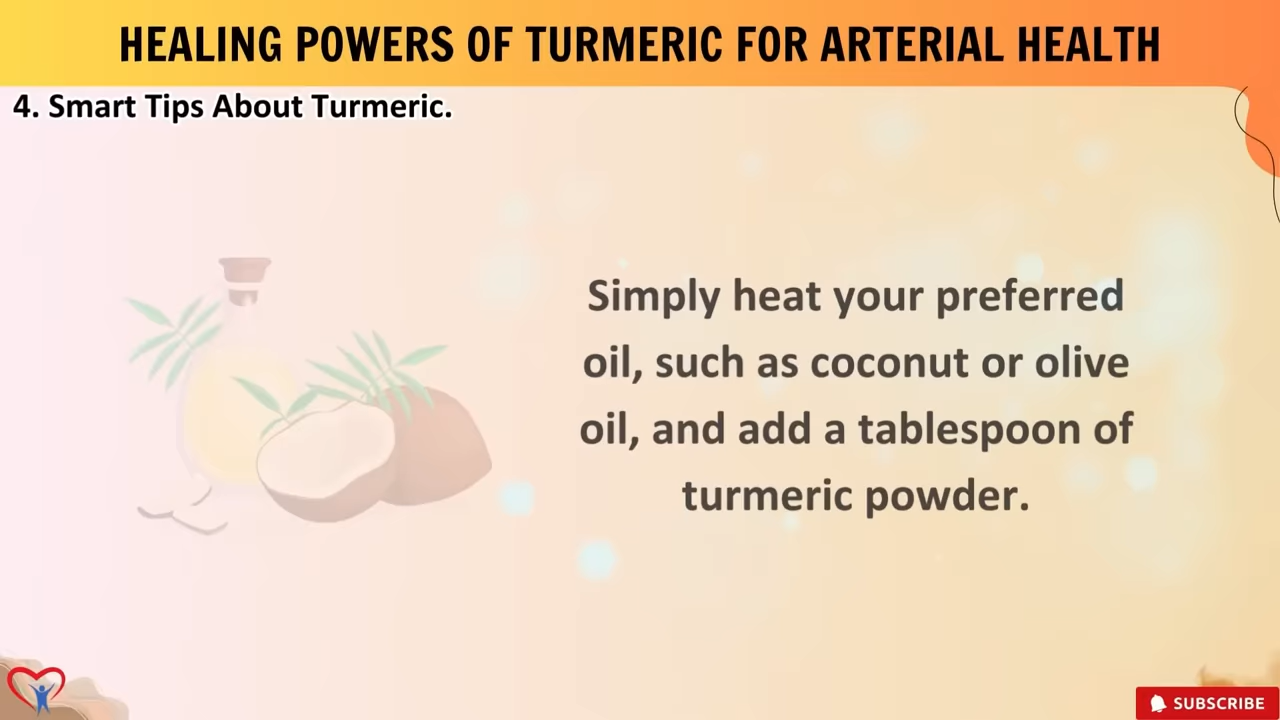 HEALING POWERS OF TURMERIC FOR ARTERIAL HEALTH
4. Smart Tips About Turmeric.
Simply heat your preferred
oil, such as coconut or olive
oil, and add a tablespoon of
turmeric powder.
SUBSCRIBE